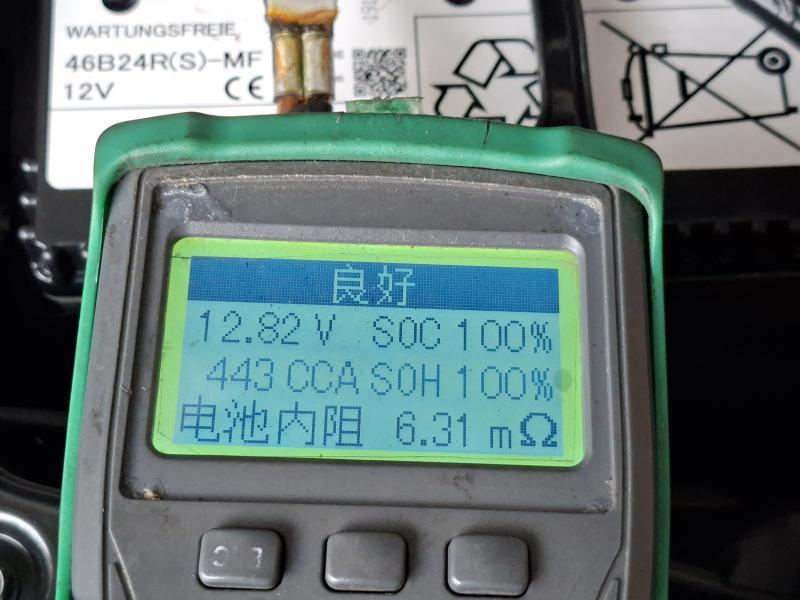 WARTUNGSFREIE
46B24R(S)-MF
12V CE
良好
12.82 V SOC 100%
443 CCA SOH 100%
电池内阻 6.31 mΩ